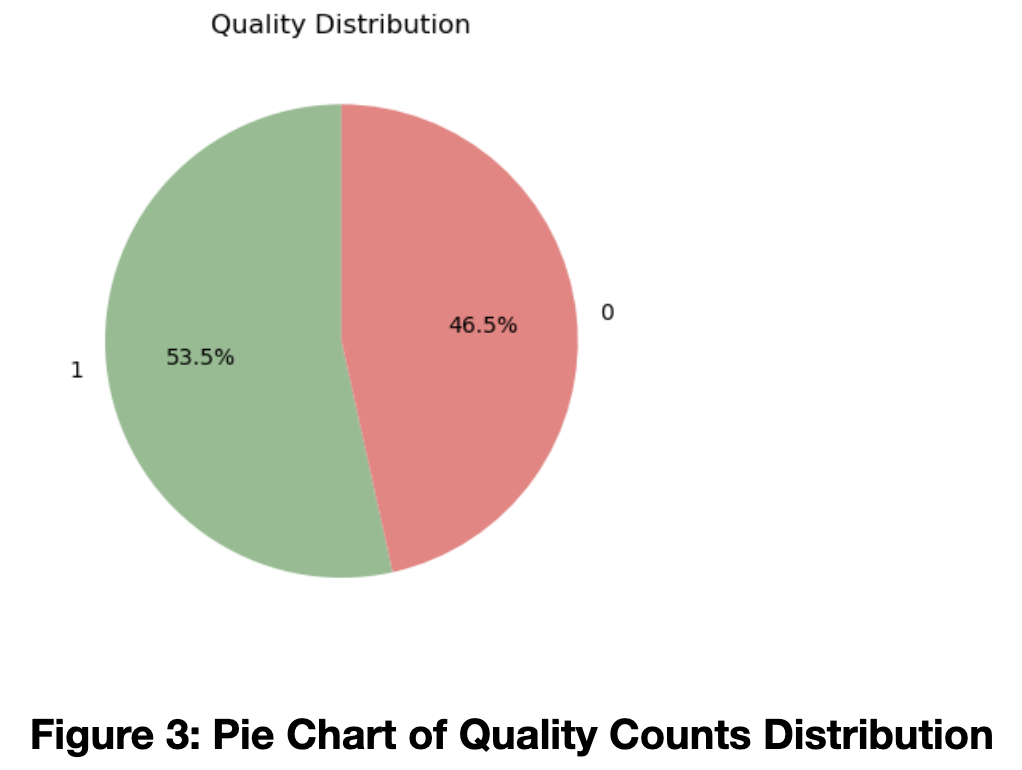 Quality Distribution
0
46.5%
53.5%
1
Figure 3: Pie Chart of Quality Counts Distribution